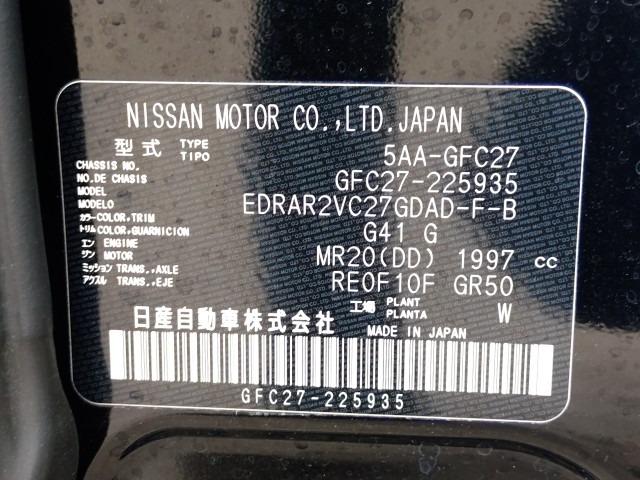 NISSAN MOTOR CO.,LTD.JAPAN
型式 TYPE TIPO 5AA-GFC27
CHASSIS NO. NO.DE CHASIS GFC27-225935
MODEL MODELO EDRAR2VC27GDAD-F-B
カラー COLOR,TRIM トリム COLOR,GUARNICION G41 G
エン ENGINE ジン MOTOR MR20(DD) 1997 cc
ミッション TRANS.,AXLE アクスル TRANS.,EJE RE0F10F GR50
工場 PLANT PLANTA W
日産自動車株式会社 MADE IN JAPAN
GFC27-225935